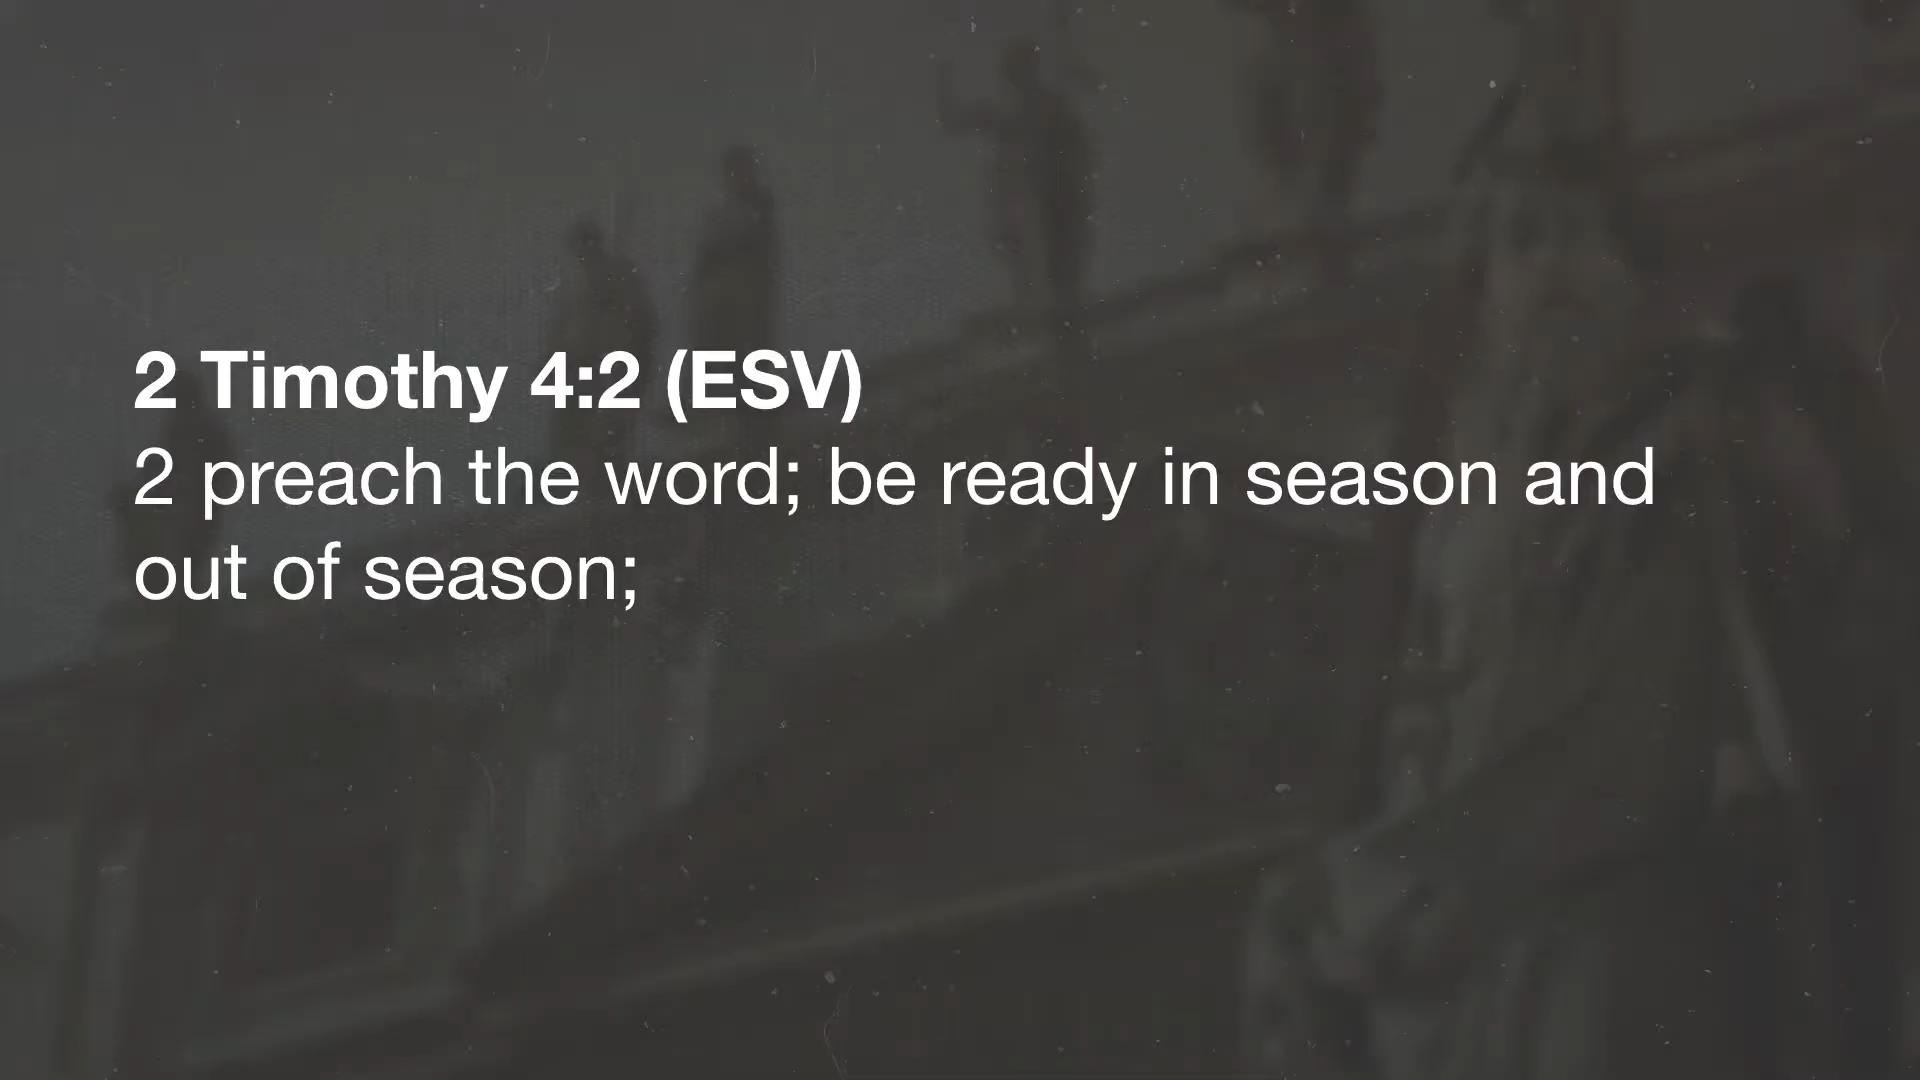 2 Timothy 4:2 (ESV)
2 preach the word; be ready in season and
out of season;